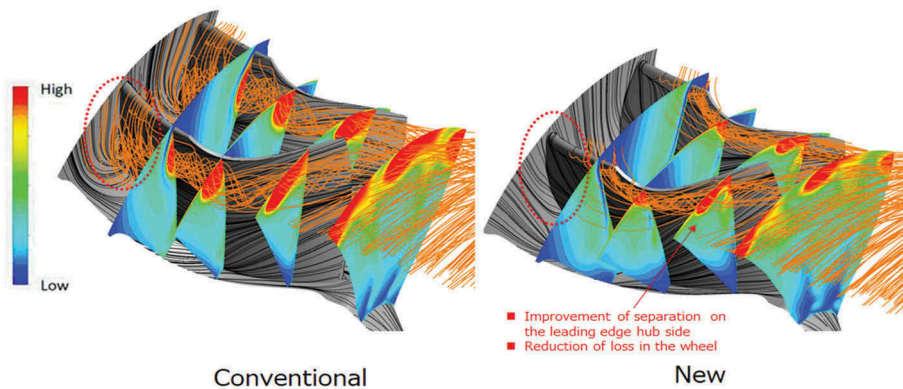 High
Low
■ Improvement of separation on
the leading edge hub side
■ Reduction of loss in the wheel
Conventional
New